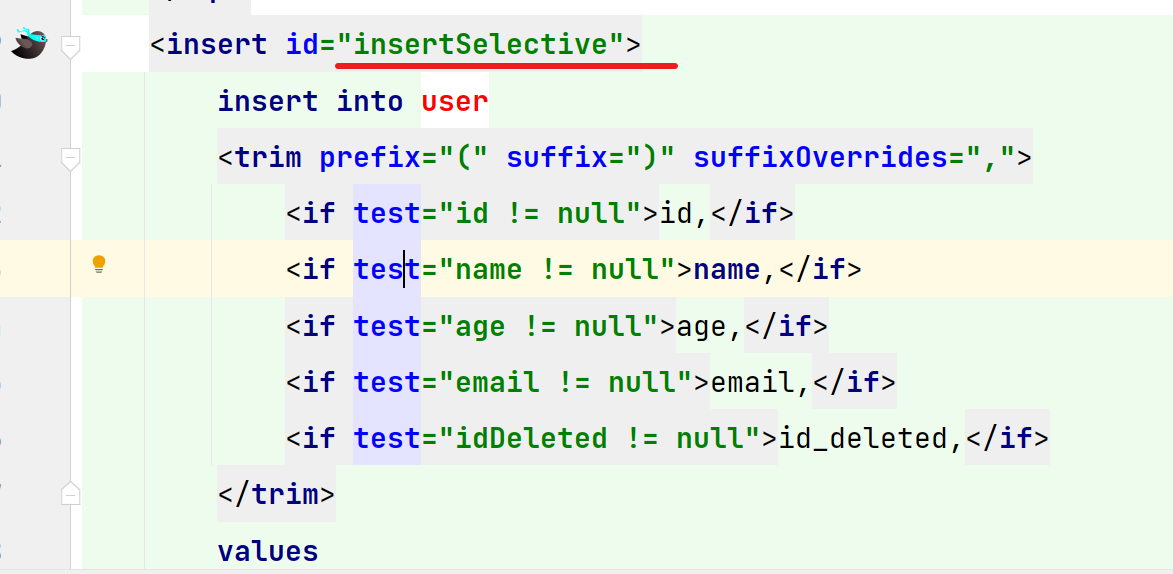 <insert id="insertSelective">
insert into user
<trim prefix="(" suffix=")" suffixOverrides=",">
<if test="id != null">id,</if>
<if test="name != null">name,</if>
<if test="age != null">age,</if>
<if test="email != null">email,</if>
<if test="idDeleted != null">id_deleted,</if>
</trim>
values